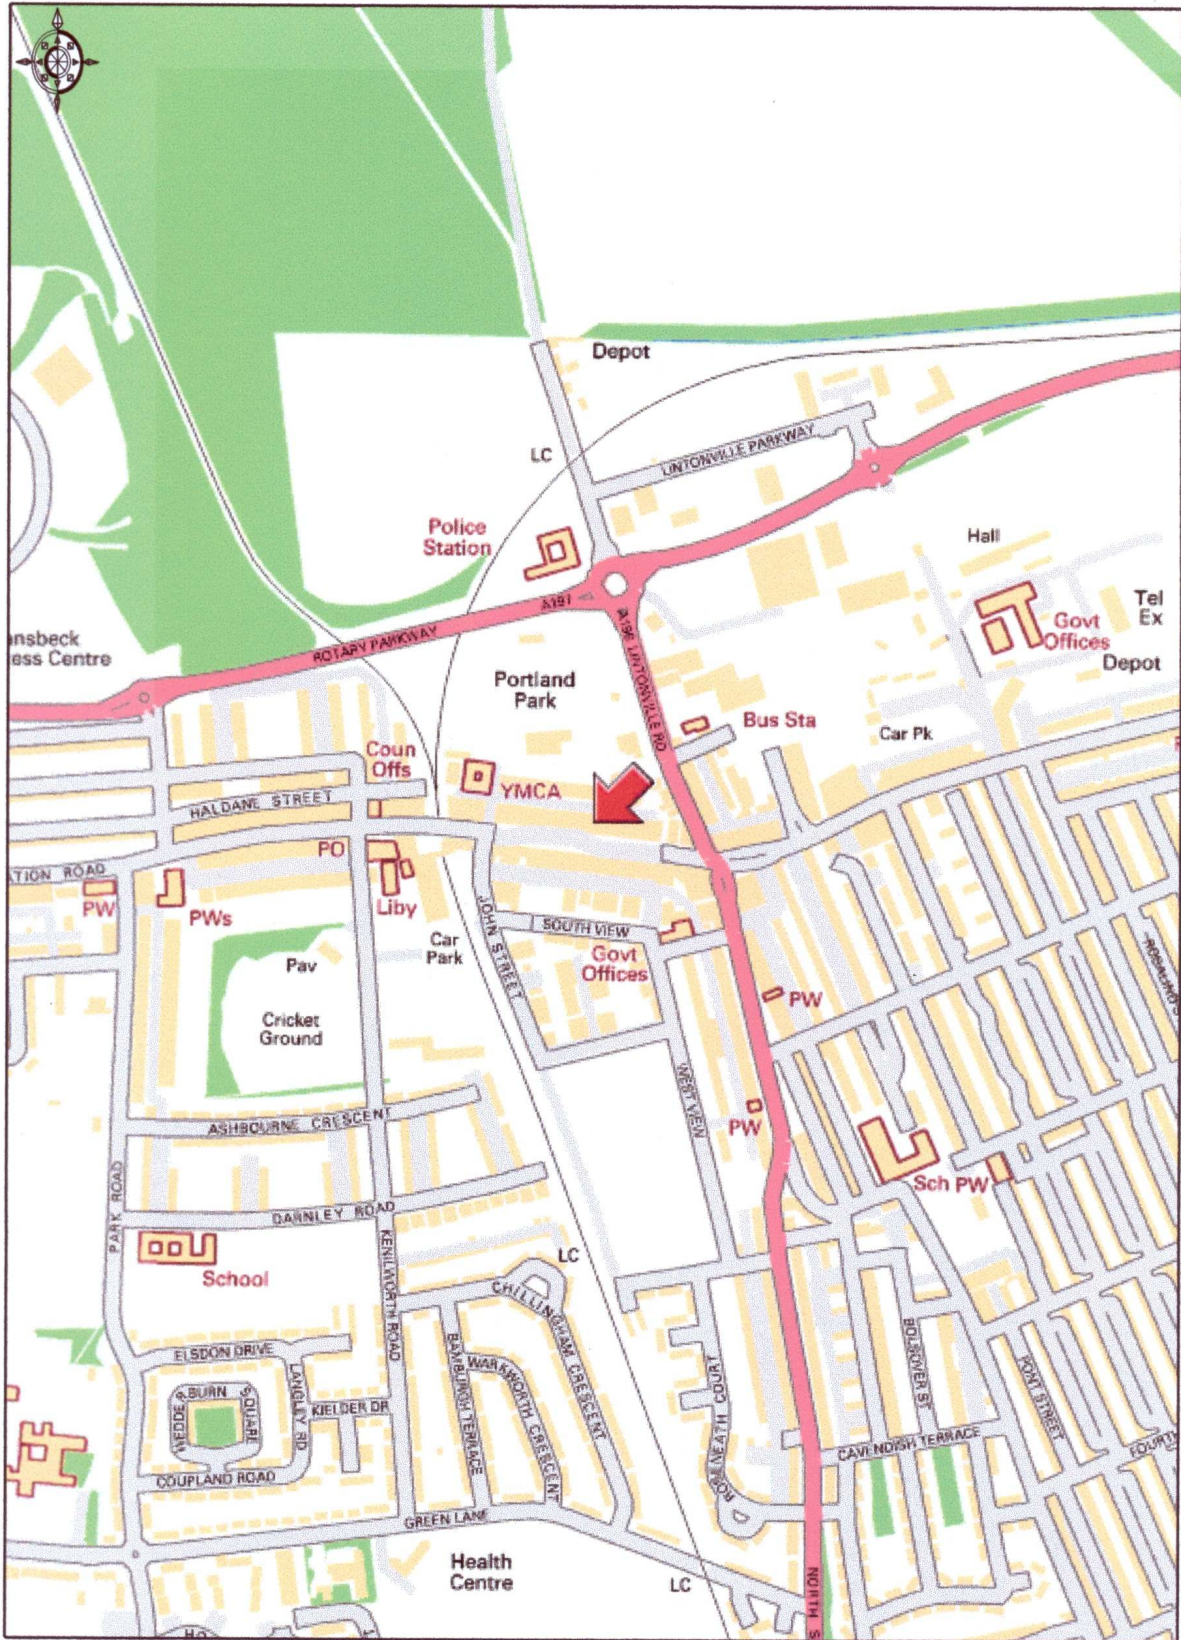 Depot
LINTONVILLE PARKWAY
LC
Police
Station
Hall
A197
A196 LINTONVILLE RD
Govt
Offices
Tel
Ex
Depot
ansbeck
ess Centre
ROTARY PARKWAY
Portland
Park
Bus Sta
Car Pk
Coun
Offs
YMCA
HALDANE STREET
PO
ATION ROAD
PW
PWs
Liby
JOHN STREET
SOUTH VIEW
Car
Park
Govt
Offices
Pav
Cricket
Ground
PW
WEST VIEW
ASHBOURNE CRESCENT
PW
Sch PW
PARK ROAD
DARNLEY ROAD
KENILWORTH ROAD
School
LC
CHILLINGHAM CRESCENT
ELSDON DRIVE
LANGLEY RD
BAMBURGH TERRACE
WARKWORTH CRESCENT
BURN
SQUARE
KIELDER DR
BOLSOVER ST
PONT STREET
COUPLAND ROAD
CAVENDISH TERRACE
FOURTH
GREEN LANE
Health
Centre
LC
NORTH S